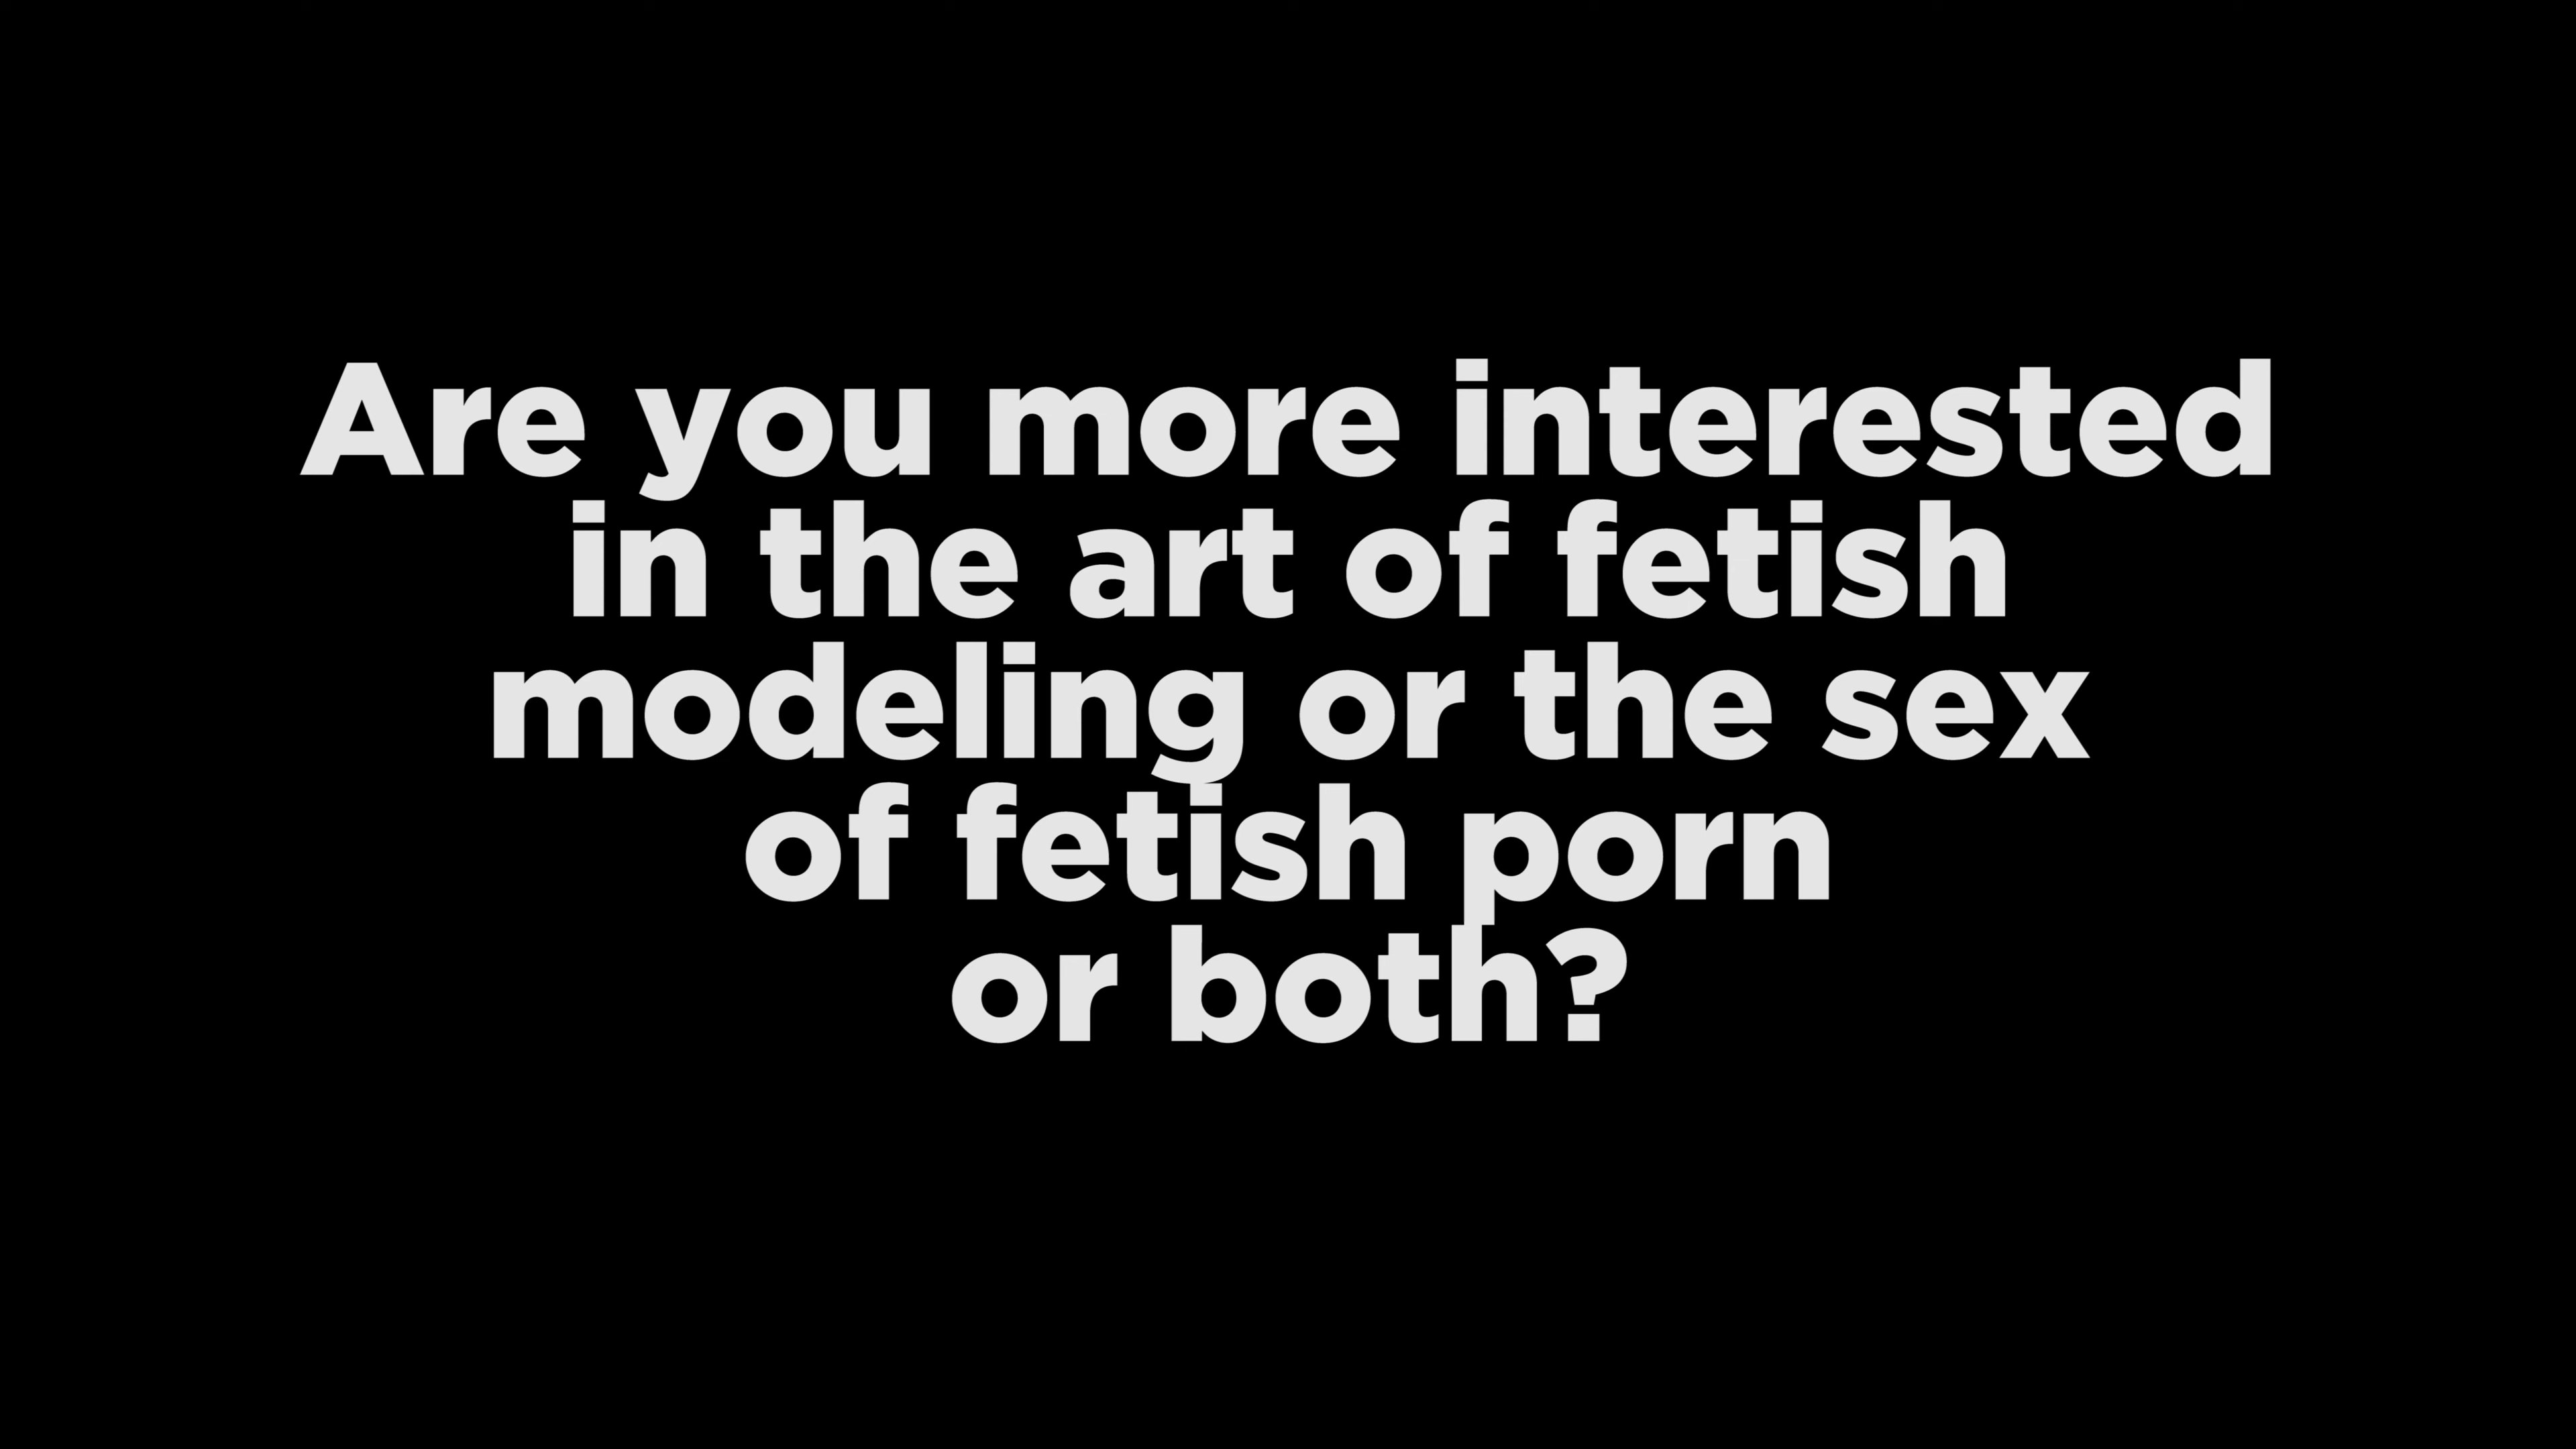 Are you more interested
in the art of fetish
modeling or the sex
of fetish porn
or both?